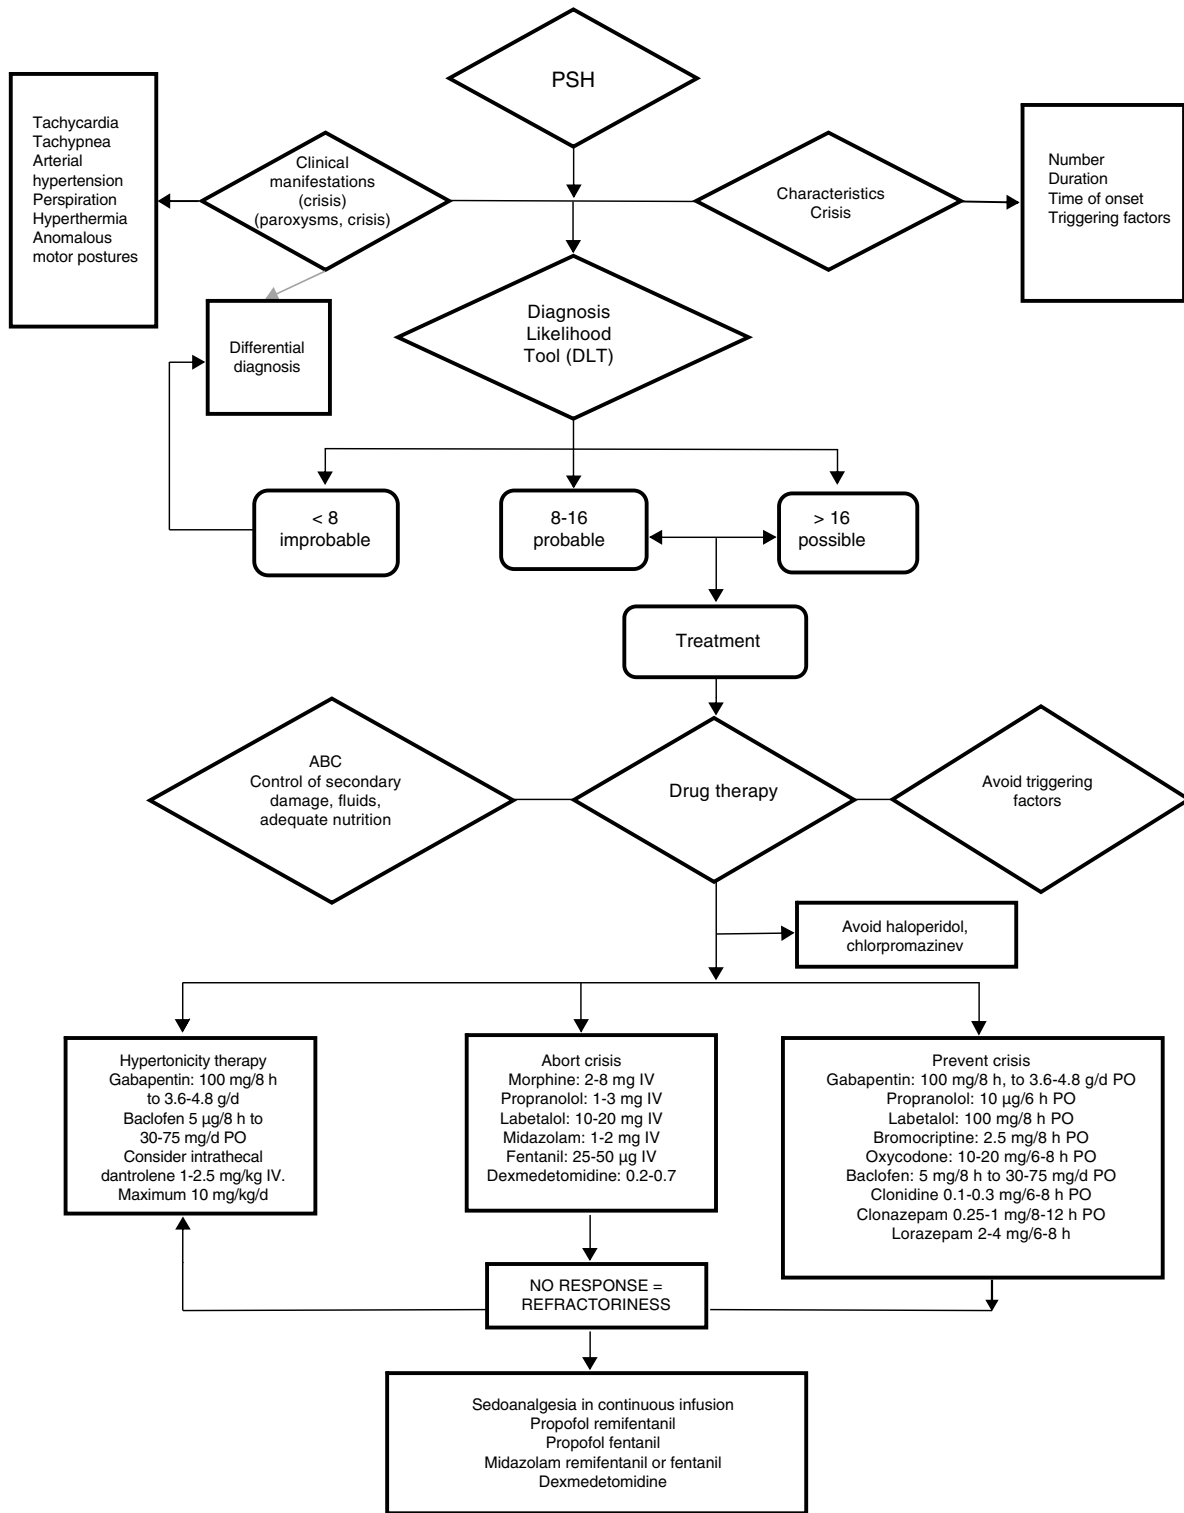 PSH
Tachycardia
Tachypnea
Arterial
hypertension
Perspiration
Hyperthermia
Anomalous
motor postures
Clinical
manifestations
(crisis)
(paroxysms, crisis)
Characteristics
Crisis
Number
Duration
Time of onset
Triggering factors
Differential
diagnosis
Diagnosis
Likelihood
Tool (DLT)
< 8
improbable
8-16
probable
> 16
possible
Treatment
ABC
Control of secondary
damage, fluids,
adequate nutrition
Drug therapy
Avoid triggering
factors
Avoid haloperidol,
chlorpromazinev
Hypertonicity therapy
Gabapentin: 100 mg/8 h
to 3.6-4.8 g/d
Baclofen 5 µg/8 h to
30-75 mg/d PO
Consider intrathecal
dantrolene 1-2.5 mg/kg IV.
Maximum 10 mg/kg/d
Abort crisis
Morphine: 2-8 mg IV
Propranolol: 1-3 mg IV
Labetalol: 10-20 mg IV
Midazolam: 1-2 mg IV
Fentanil: 25-50 µg IV
Dexmedetomidine: 0.2-0.7
Prevent crisis
Gabapentin: 100 mg/8 h, to 3.6-4.8 g/d PO
Propranolol: 10 µg/6 h PO
Labetalol: 100 mg/8 h PO
Bromocriptine: 2.5 mg/8 h PO
Oxycodone: 10-20 mg/6-8 h PO
Baclofen: 5 mg/8 h to 30-75 mg/d PO
Clonidine 0.1-0.3 mg/6-8 h PO
Clonazepam 0.25-1 mg/8-12 h PO
Lorazepam 2-4 mg/6-8 h
NO RESPONSE =
REFRACTORINESS
Sedoanalgesia in continuous infusion
Propofol remifentanil
Propofol fentanil
Midazolam remifentanil or fentanil
Dexmedetomidine